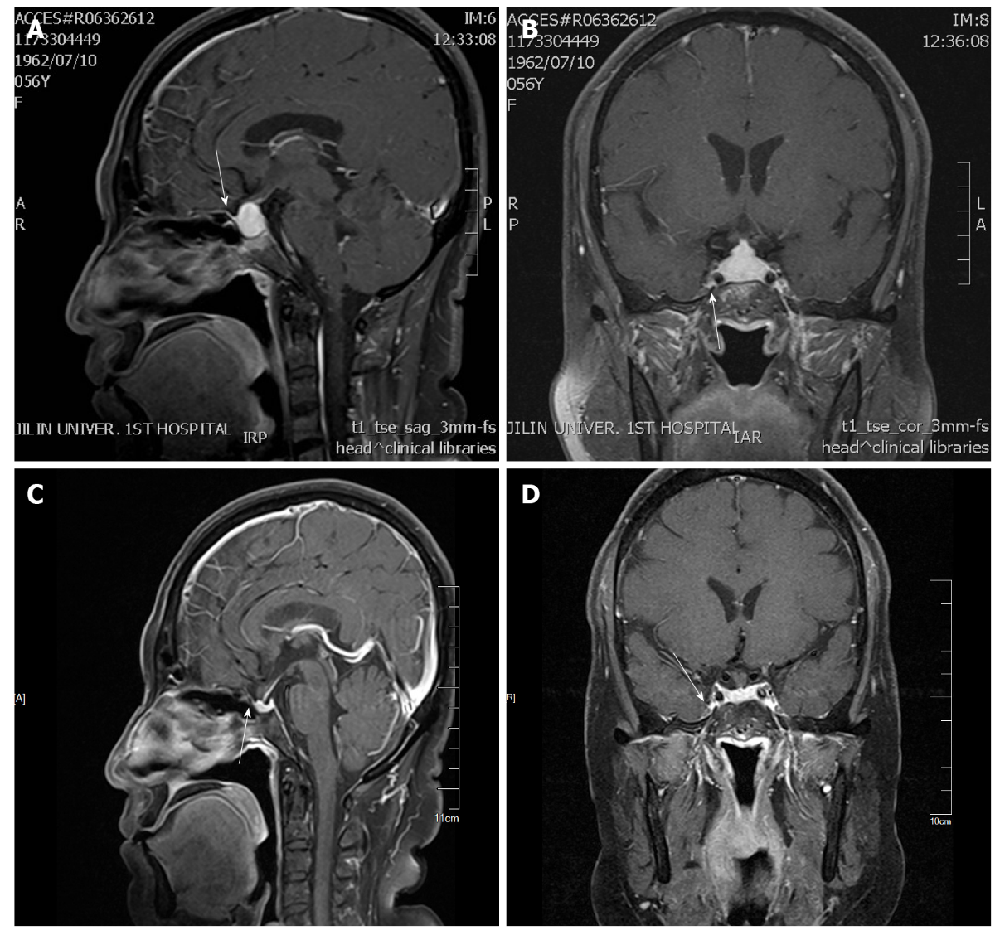 A
ACCES#R06362612
1173304449
1962/07/10
056Y
F
IM:6
12:33:08
A
R
P
L
JILIN UNIVER. 1ST HOSPITAL
IRP
t1_tse_sag_3mm-fs
head^clinical libraries
B
ACCES#R06362612
1173304449
1962/07/10
056Y
F
IM:8
12:36:08
R
P
L
A
JILIN UNIVER. 1ST HOSPITAL
IAR
t1_tse_cor_3mm-fs
head^clinical libraries
C
[A]
11cm
D
R]
10cm